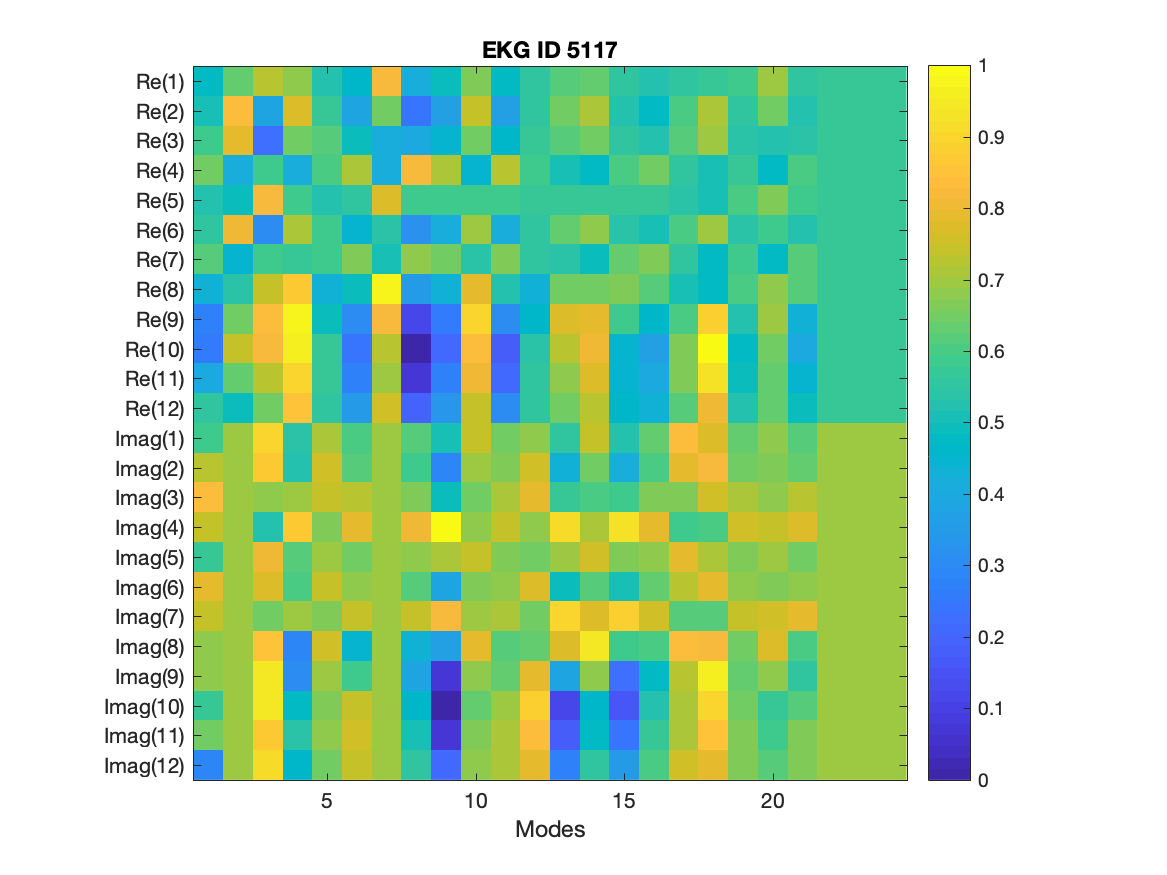 EKG ID 5117
Re(1)
Re(2)
Re(3)
Re(4)
Re(5)
Re(6)
Re(7)
Re(8)
Re(9)
Re(10)
Re(11)
Re(12)
Imag(1)
Imag(2)
Imag(3)
Imag(4)
Imag(5)
Imag(6)
Imag(7)
Imag(8)
Imag(9)
Imag(10)
Imag(11)
Imag(12)
5 10 15 20
Modes
1
0.9
0.8
0.7
0.6
0.5
0.4
0.3
0.2
0.1
0